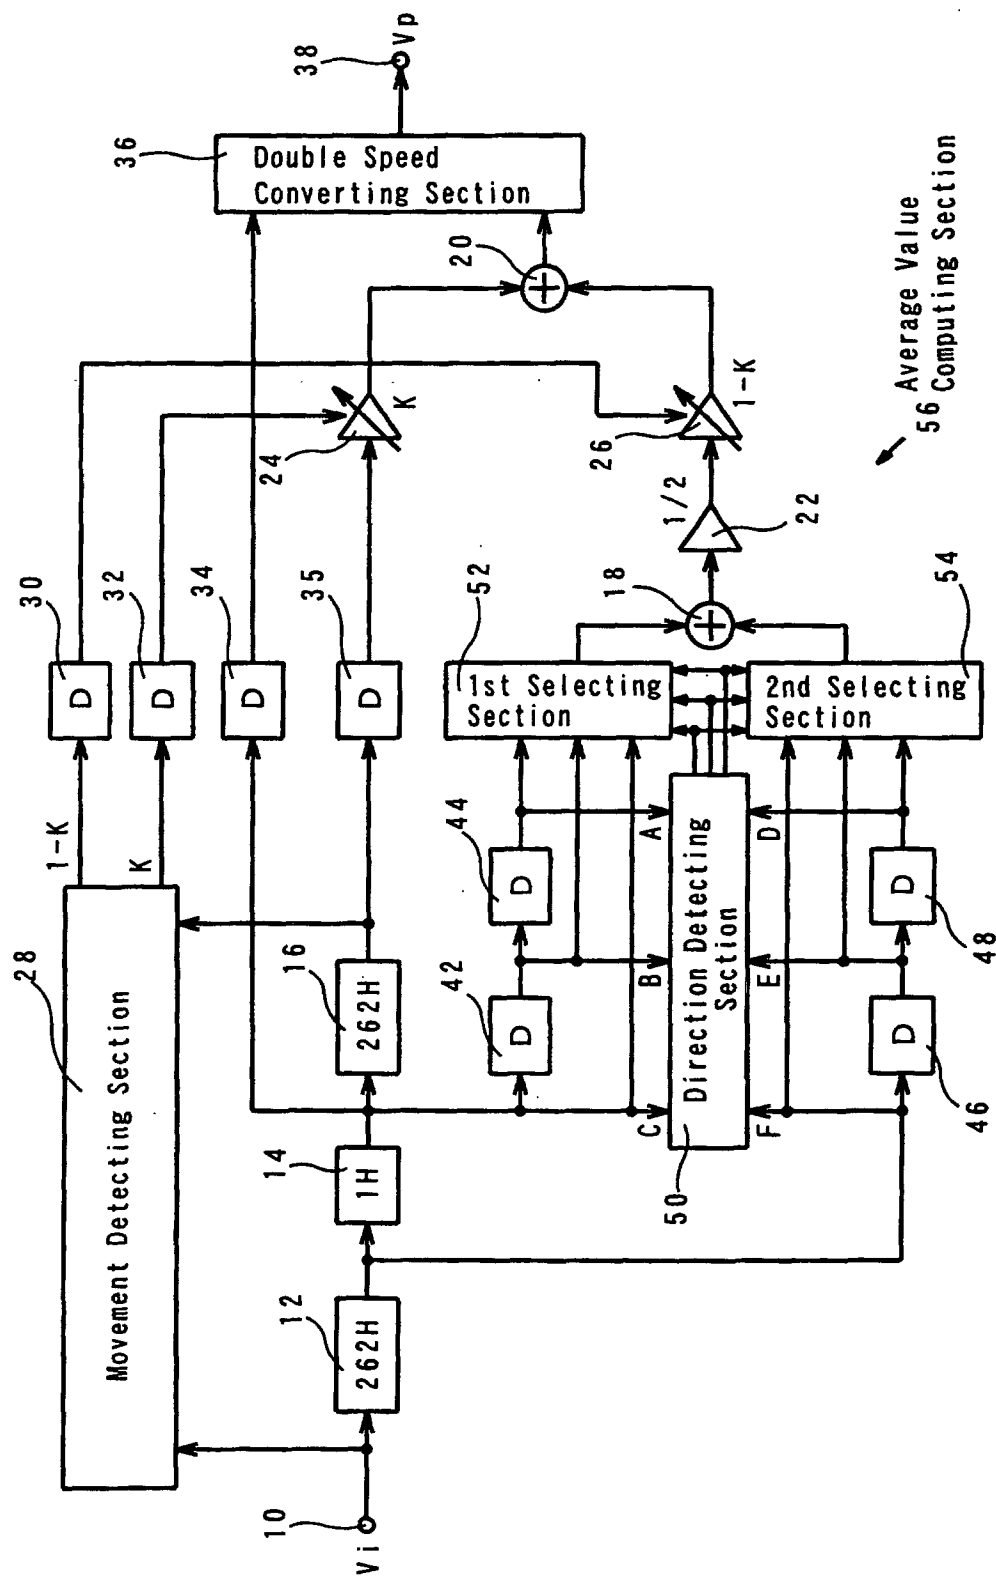 30
D
32
D
34
D
35
D
1-K
K
28
Movement Detecting Section
16
262H
14
1H
12
262H
10
Vi
36
Double Speed
Converting Section
38
Vp
20
+
24
K
26
1-K
1/2
22
18
+
52
1st Selecting
Section
54
2nd Selecting
Section
56 Average Value
Computing Section
44
D
42
D
A
B
C
50
Direction Detecting
Section
D
E
F
48
D
46
D